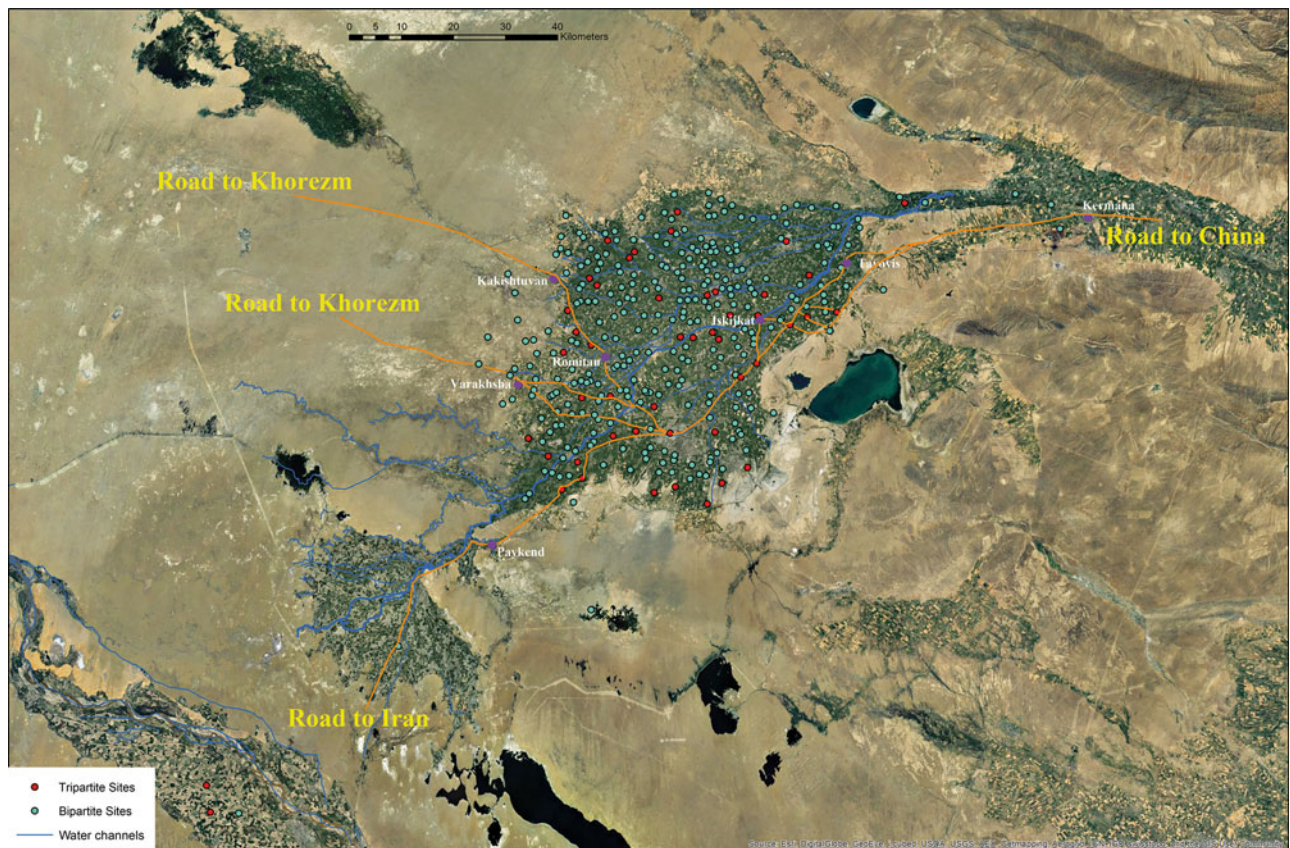 0 10 20 30 40
Kilometers
Road to Khorezm
Kermana
Road to China
Tavovis
Kakishtuvan
Road to Khorezm
Iskijkat
Romitan
Varakhsha
Paykend
Road to Iran
Tripartite Sites
Bipartite Sites
Water channels